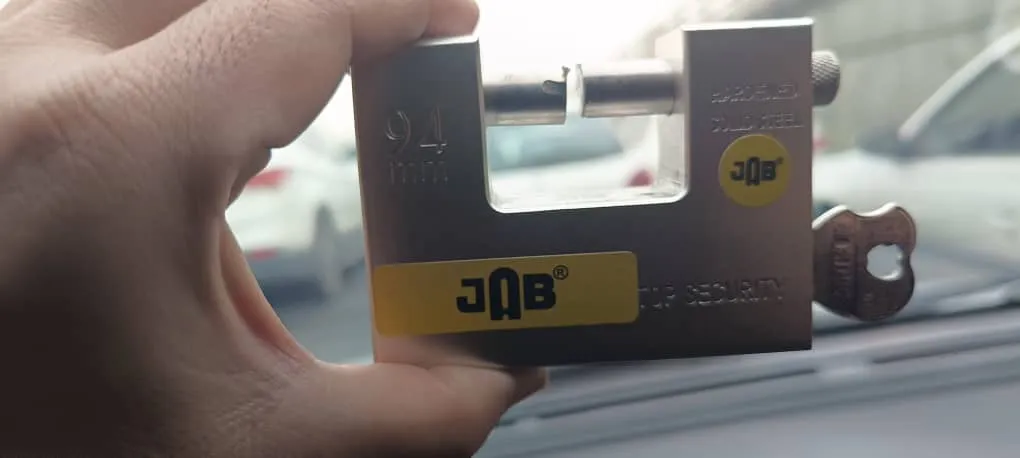 94
mm
HARDENED
SOLID STEEL
JAB
JAB®
TOP SECURITY